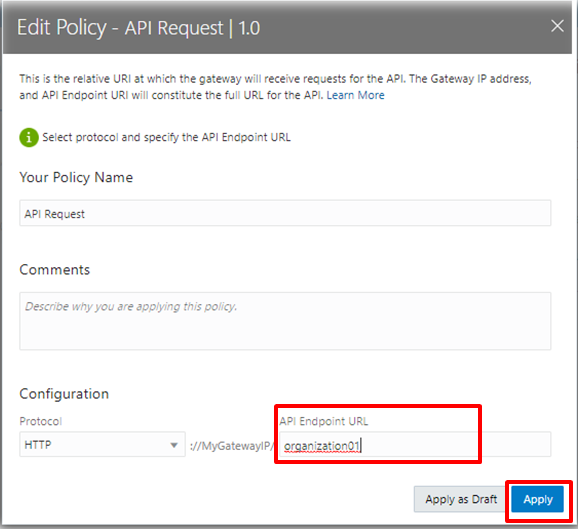 Edit Policy - API Request | 1.0
This is the relative URI at which the gateway will receive requests for the API. The Gateway IP address,
and API Endpoint URI will constitute the full URL for the API. Learn More
Select protocol and specify the API Endpoint URL
Your Policy Name
API Request
Comments
Describe why you are applying this policy.
Configuration
Protocol
API Endpoint URL
HTTP
://MyGatewayIP/
organization01
Apply as Draft
Apply